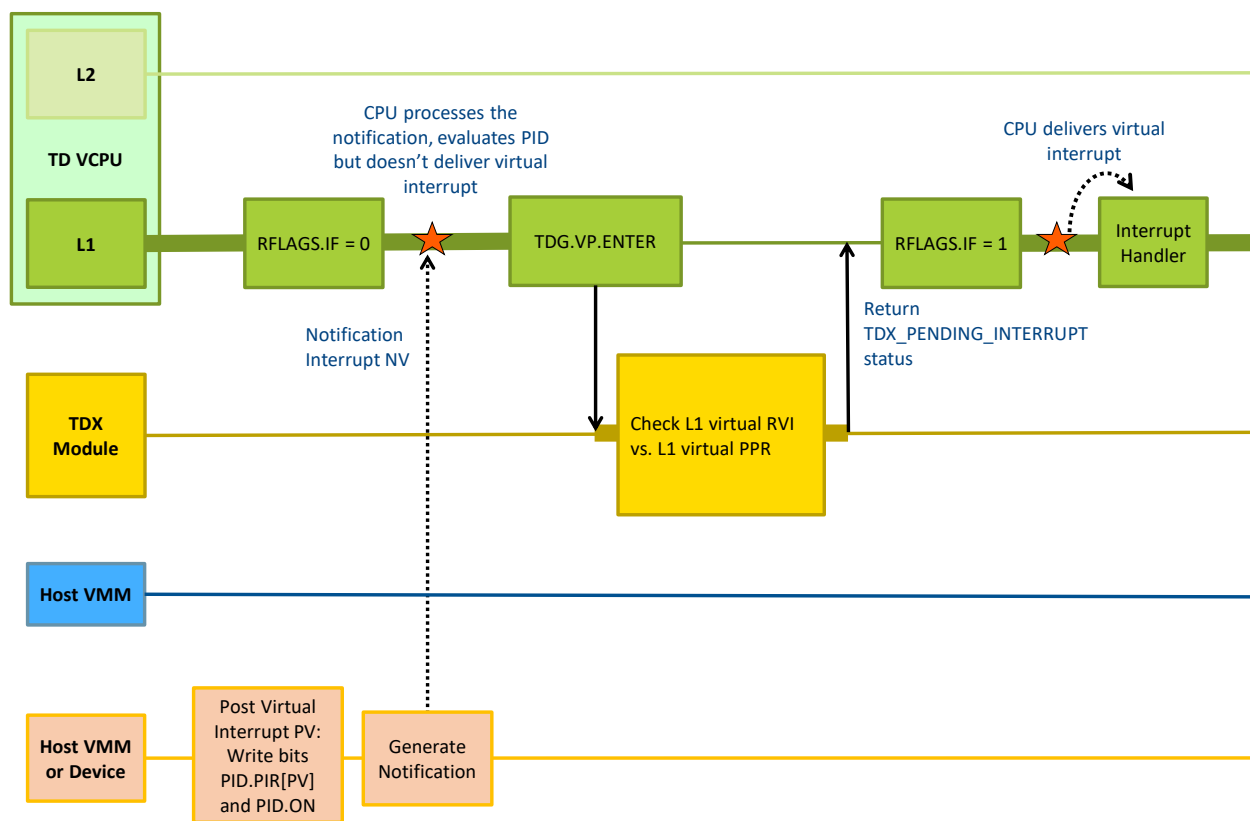 L2
TD VCPU
L1
CPU processes the
notification, evaluates PID
but doesn't deliver virtual
interrupt
CPU delivers virtual
interrupt
RFLAGS.IF = 0
TDG.VP.ENTER
RFLAGS.IF = 1
Interrupt
Handler
Notification
Interrupt NV
Return
TDX_PENDING_INTERRUPT
status
TDX
Module
Check L1 virtual RVI
vs. L1 virtual PPR
Host VMM
Host VMM
or Device
Post Virtual
Interrupt PV:
Write bits
PID.PIR[PV]
and PID.ON
Generate
Notification